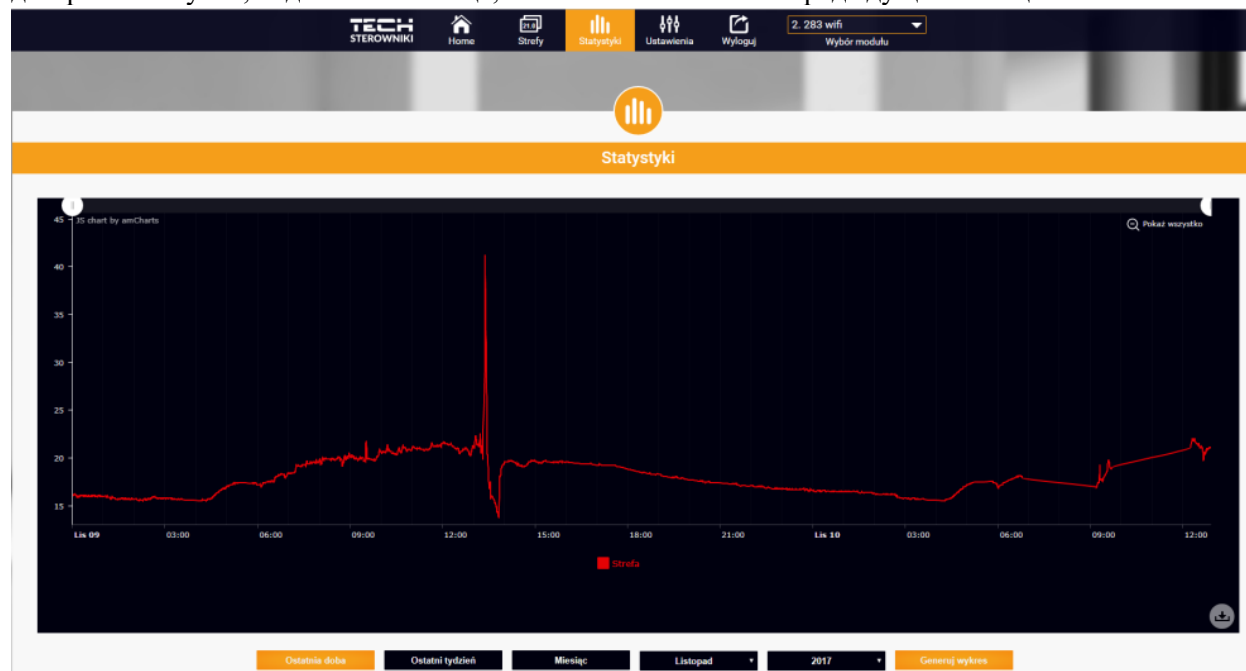 TECH
STEROWNIKI
Home
Strefy
Statystyki
Ustawienia
Wyloguj
2. 283 wifi
Wybór modułu
Statystyki
JS chart by amCharts
Pokaż wszystko
45
40
35
30
25
20
15
Lis 09 03:00 06:00 09:00 12:00 15:00 18:00 21:00 Lis 10 03:00 06:00 09:00 12:00
Strefa
Ostatnia doba Ostatni tydzień Miesiąc Listopad 2017 Generuj wykres